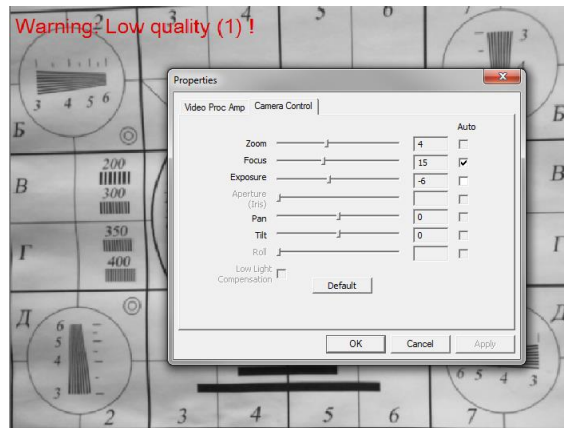 2 3 4 5 6 7
Warning: Low quality (1) !
3 4 5 6
3
4
Б
Б
Properties
Video Proc Amp Camera Control
Auto
Zoom 4
Focus 15
Exposure -6
Aperture
(Iris)
Pan 0
Tilt 0
Roll
Low Light
Compensation
Default
OK Cancel Apply
В
200
300
В
Г
350
400
Г
Д
6
5
4
3
Д
6 5 4 3
2 3 4 5 6 7